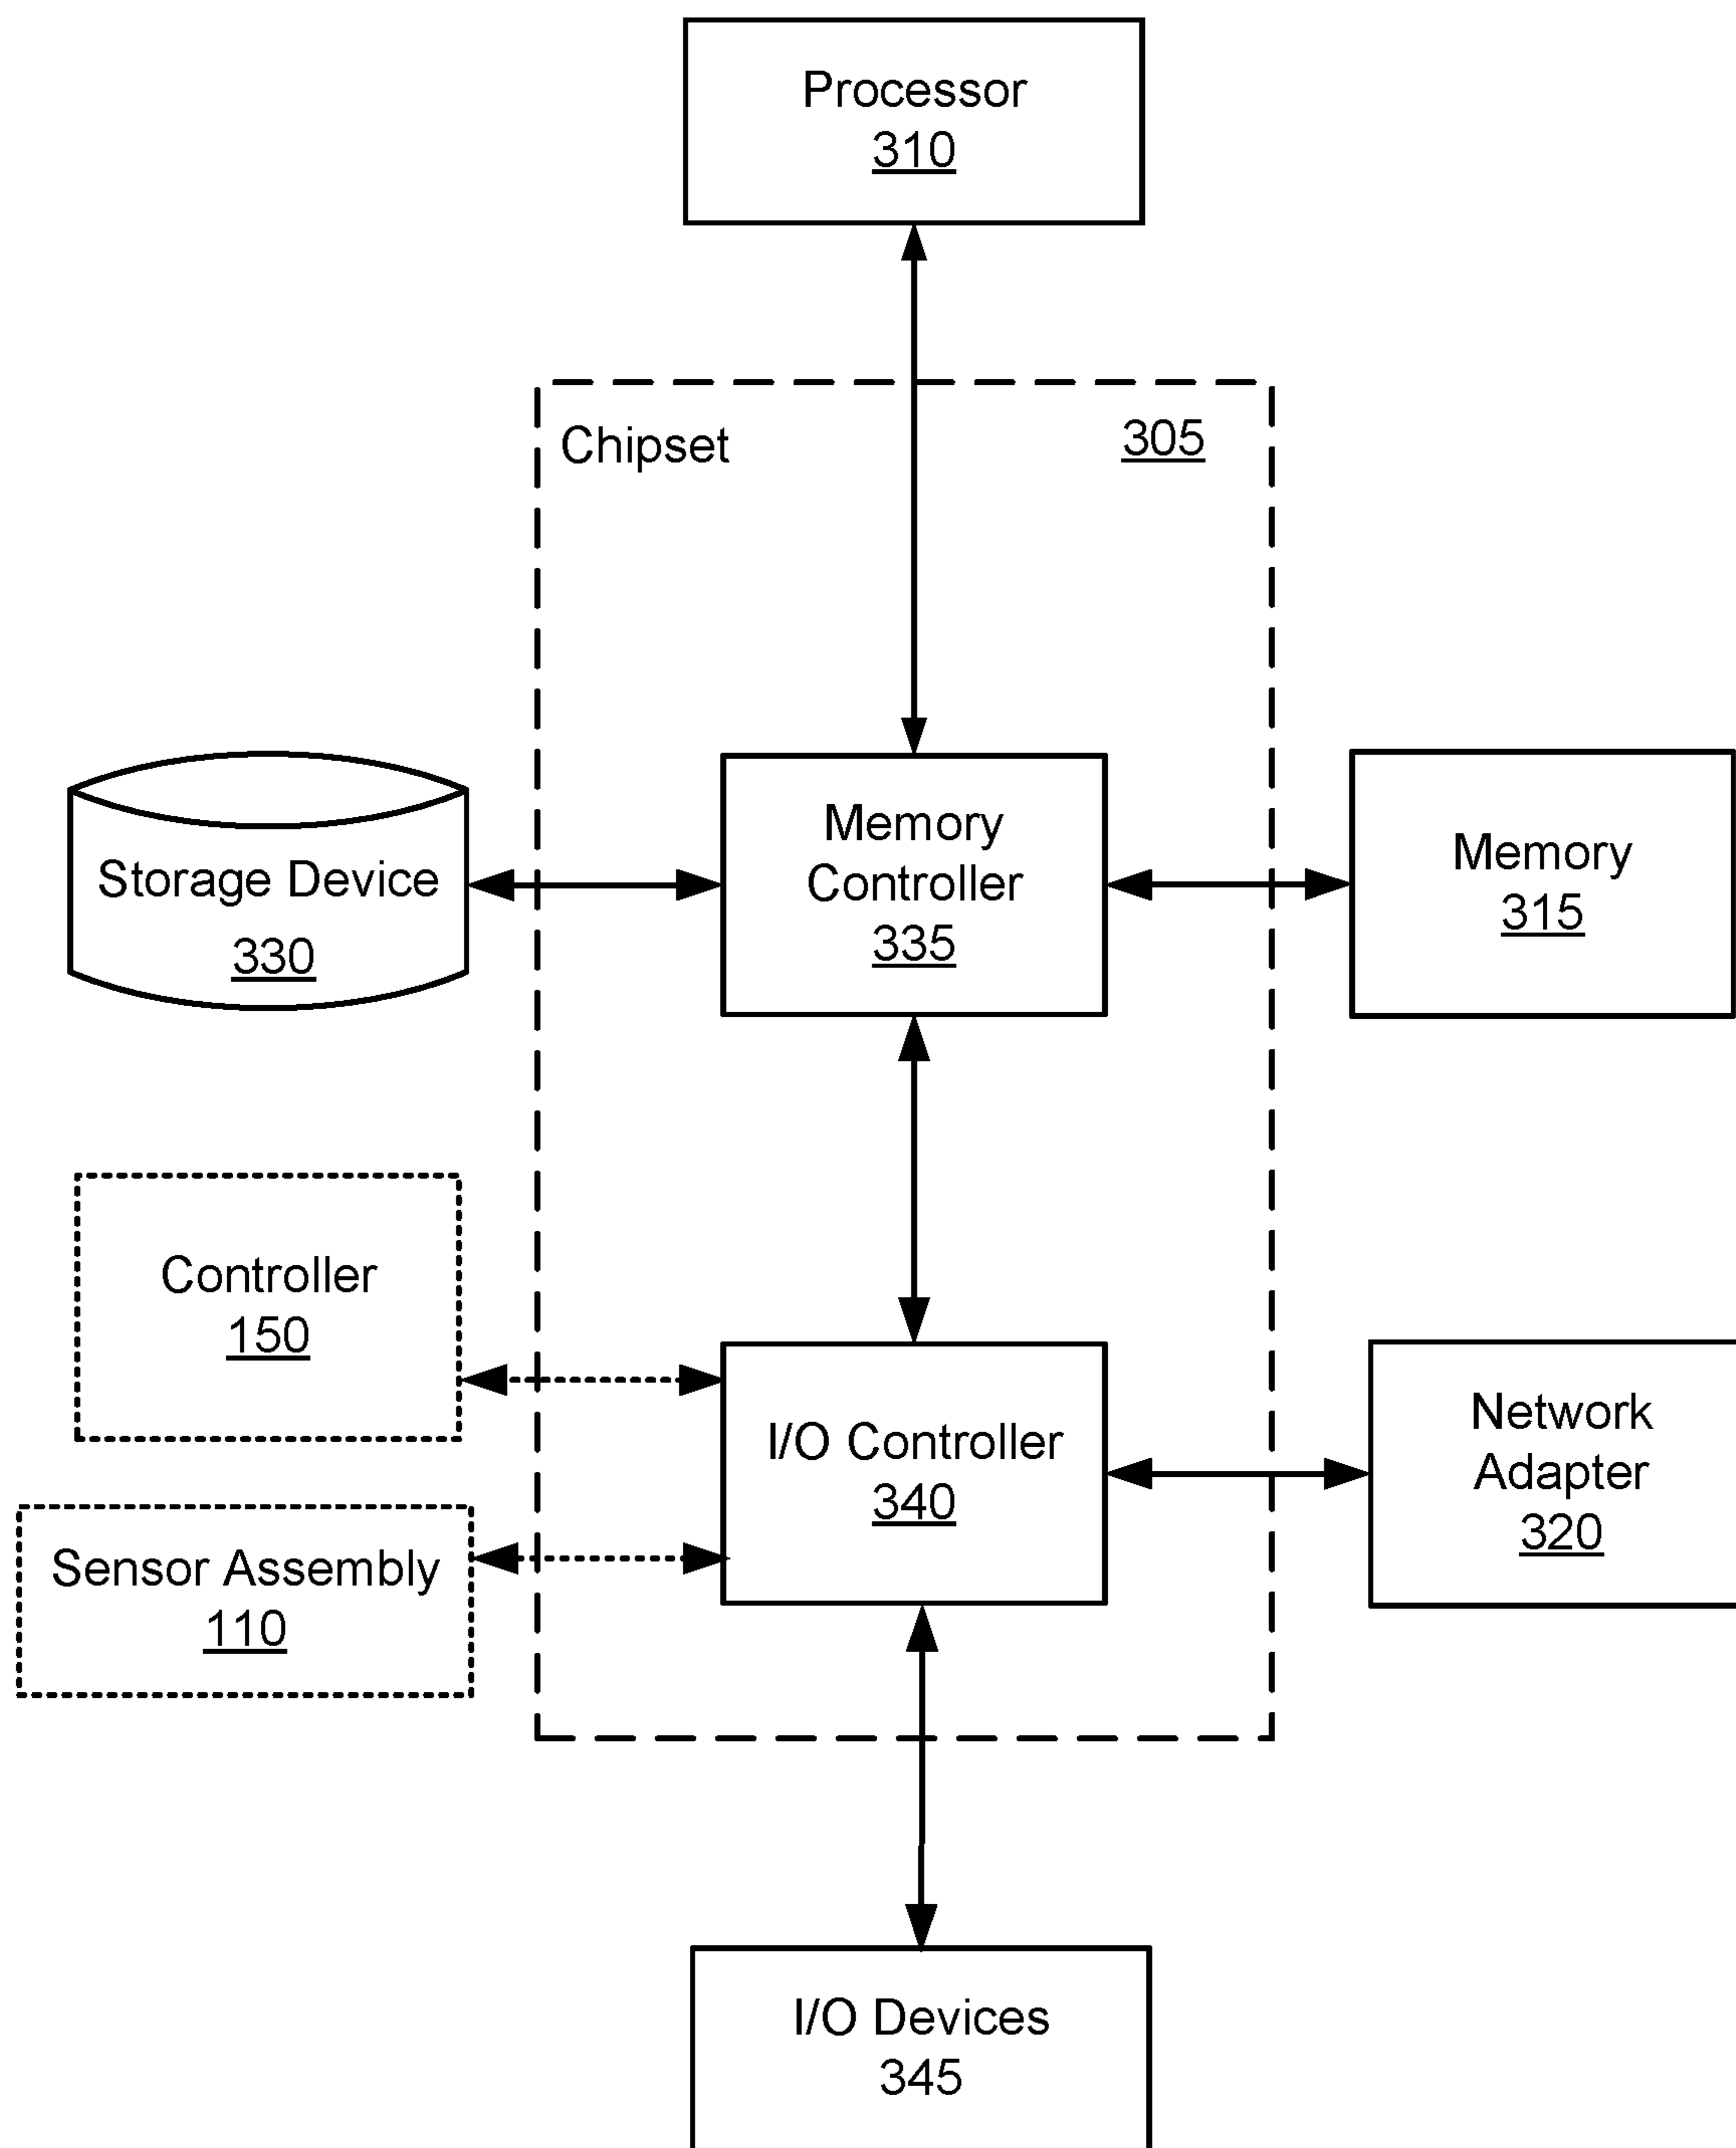 Processor
310
Chipset
305
Storage Device
330
Memory
Controller
335
Memory
315
Controller
150
I/O Controller
340
Network
Adapter
320
Sensor Assembly
110
I/O Devices
345